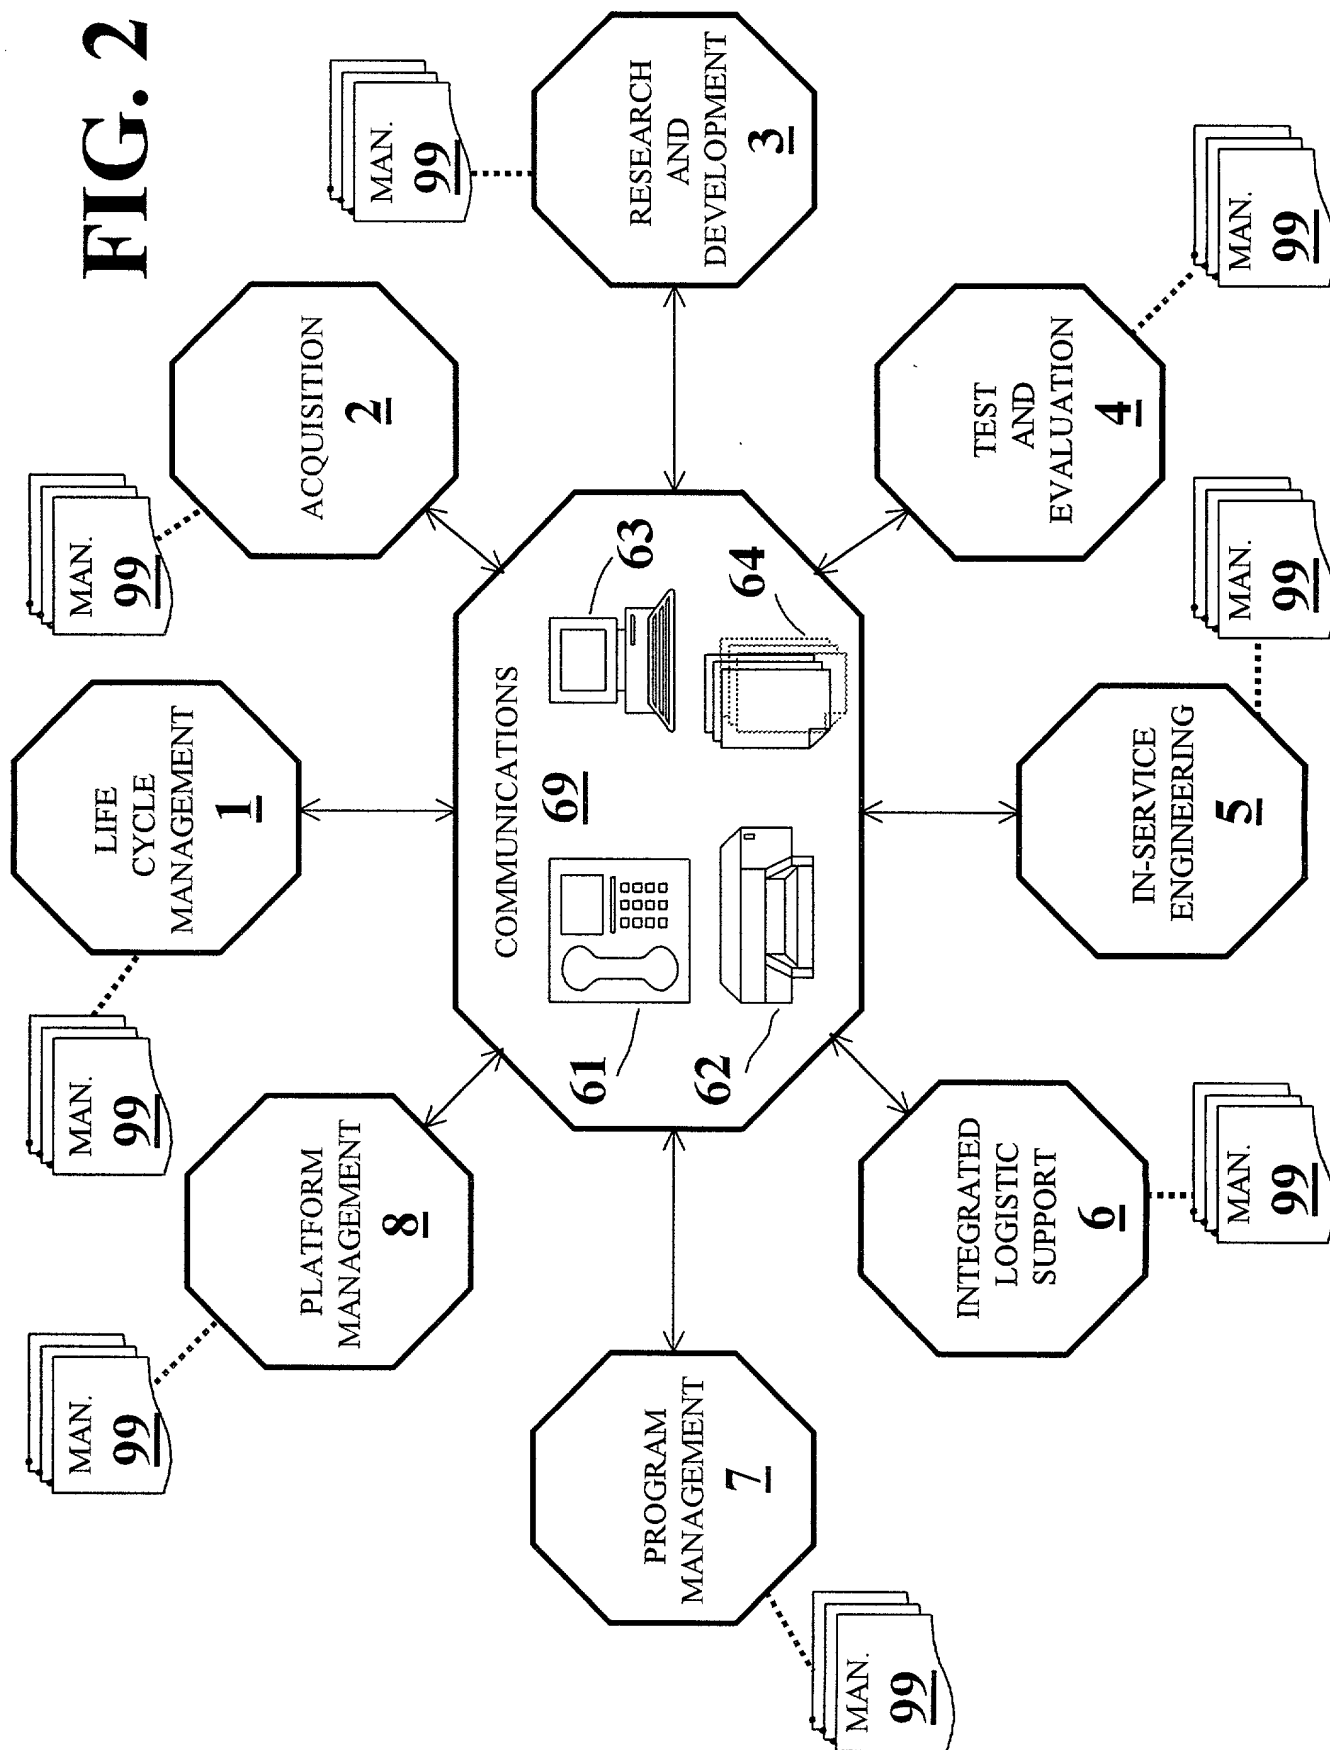 FIG. 2
MAN.
99
MAN.
99
MAN.
99
MAN.
99
LIFE
CYCLE
MANAGEMENT
1
PLATFORM
MANAGEMENT
8
ACQUISITION
2
COMMUNICATIONS
69
61
63
62
64
PROGRAM
MANAGEMENT
7
RESEARCH
AND
DEVELOPMENT
3
INTEGRATED
LOGISTIC
SUPPORT
6
TEST
AND
EVALUATION
4
IN-SERVICE
ENGINEERING
5
MAN.
99
MAN.
99
MAN.
99
MAN.
99